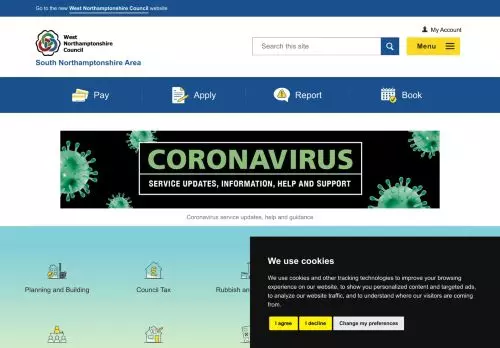 Go to the new West Northamptonshire Council website
My Account
West
Northamptonshire
Council
South Northamptonshire Area
Search this site
Menu
Pay
Apply
Report
Book
CORONAVIRUS
SERVICE UPDATES, INFORMATION, HELP AND SUPPORT
Coronavirus service updates, help and guidance
Planning and Building
Council Tax
Rubbish an
We use cookies
We use cookies and other tracking technologies to improve your browsing
experience on our website, to show you personalized content and targeted ads,
to analyze our website traffic, and to understand where our visitors are coming
from.
I agree
I decline
Change my preferences